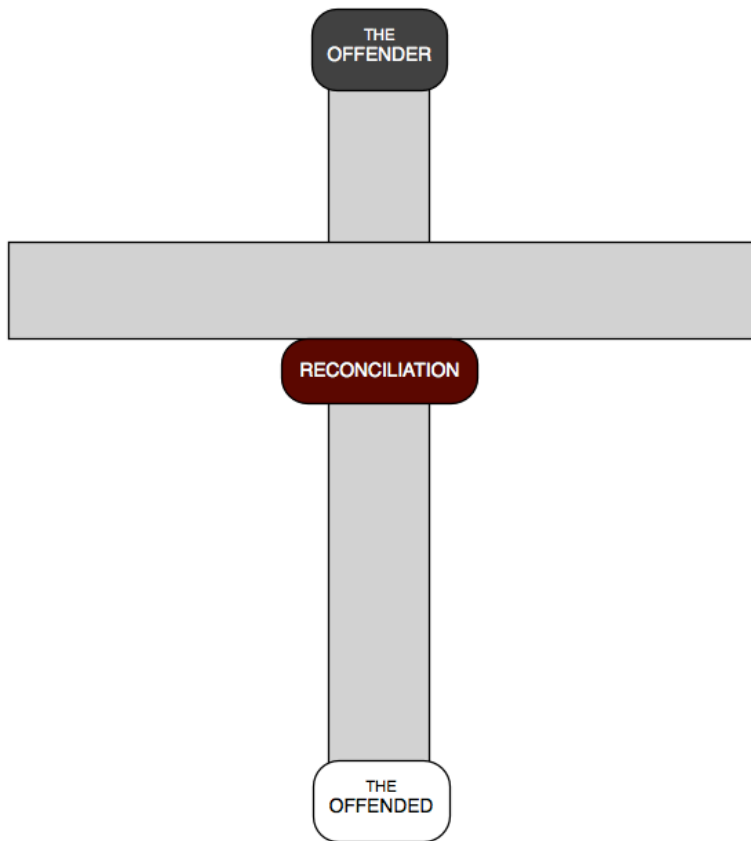 THE
OFFENDER
RECONCILIATION
THE
OFFENDED